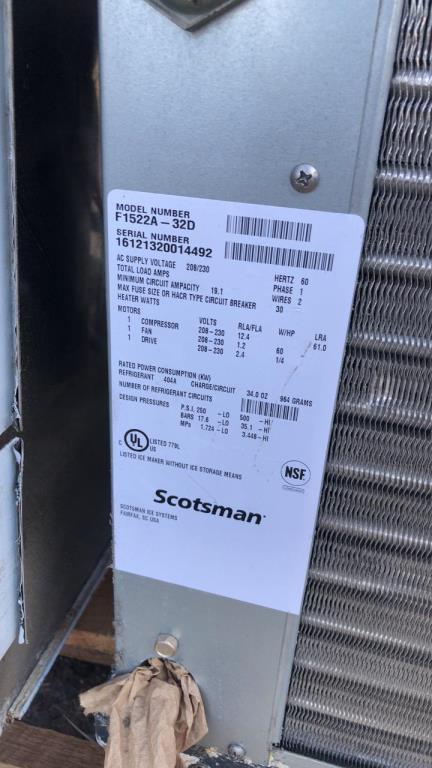 MODEL NUMBER
F1522A-32D
SERIAL NUMBER
16121320014492
AC SUPPLY VOLTAGE 208/230 HERTZ 60
TOTAL LOAD AMPS PHASE 1
MINIMUM CIRCUIT AMPACITY 19.1 WIRES 2
MAX FUSE SIZE OR HACR TYPE CIRCUIT BREAKER 30
HEATER WATTS
MOTORS VOLTS RLA/FLA W/HP LRA
1 COMPRESSOR 208-230 12.4 61.0
1 FAN 208-230 1.2 60 -
1 DRIVE 208-230 2.4 1/4 -
RATED POWER CONSUMPTION (KW)
REFRIGERANT 404A CHARGE/CIRCUIT 34.0 OZ 964 GRAMS
NUMBER OF REFRIGERANT CIRCUITS
DESIGN PRESSURES P.S.I. 250 -LO 500 -HI
BARS 17.6 -LO 35.1 -HI
MPa 1.724 -LO 3.448 -HI
C UL US LISTED 779L
LISTED ICE MAKER WITHOUT ICE STORAGE MEANS
NSF
Scotsman
SCOTSMAN ICE SYSTEMS
FAIRFAX, SC USA